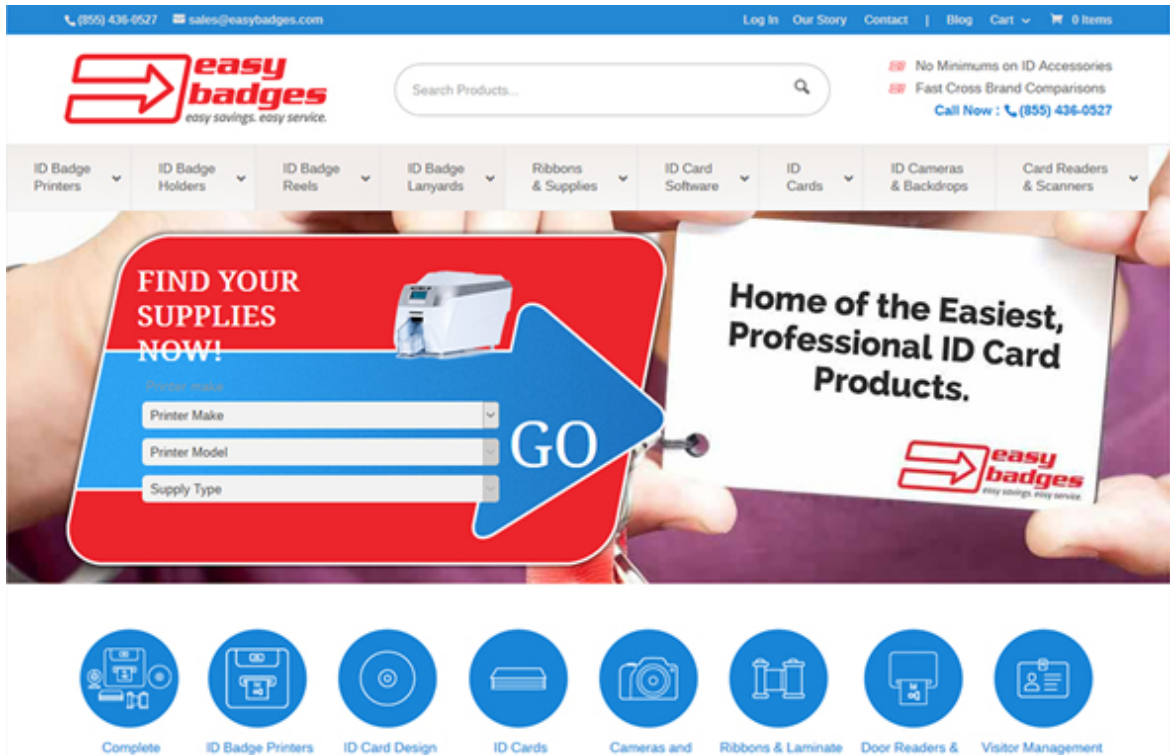 (855) 436-0527 sales@easybadges.com Log In Our Story Contact | Blog Cart 0 Items
easy
badges
easy savings. easy service.
Search Products...
No Minimums on ID Accessories
Fast Cross Brand Comparisons
Call Now : (855) 436-0527
ID Badge
Printers
ID Badge
Holders
ID Badge
Reels
ID Badge
Lanyards
Ribbons
& Supplies
ID Card
Software
ID
Cards
ID Cameras
& Backdrops
Card Readers
& Scanners
FIND YOUR
SUPPLIES
NOW!
Printer make
Printer Make
Printer Model
Supply Type
GO
Home of the Easiest,
Professional ID Card
Products.
easy
badges
easy savings. easy service.
Complete ID Badge Printers ID Card Design ID Cards Cameras and Ribbons & Laminate Door Readers & Visitor Management